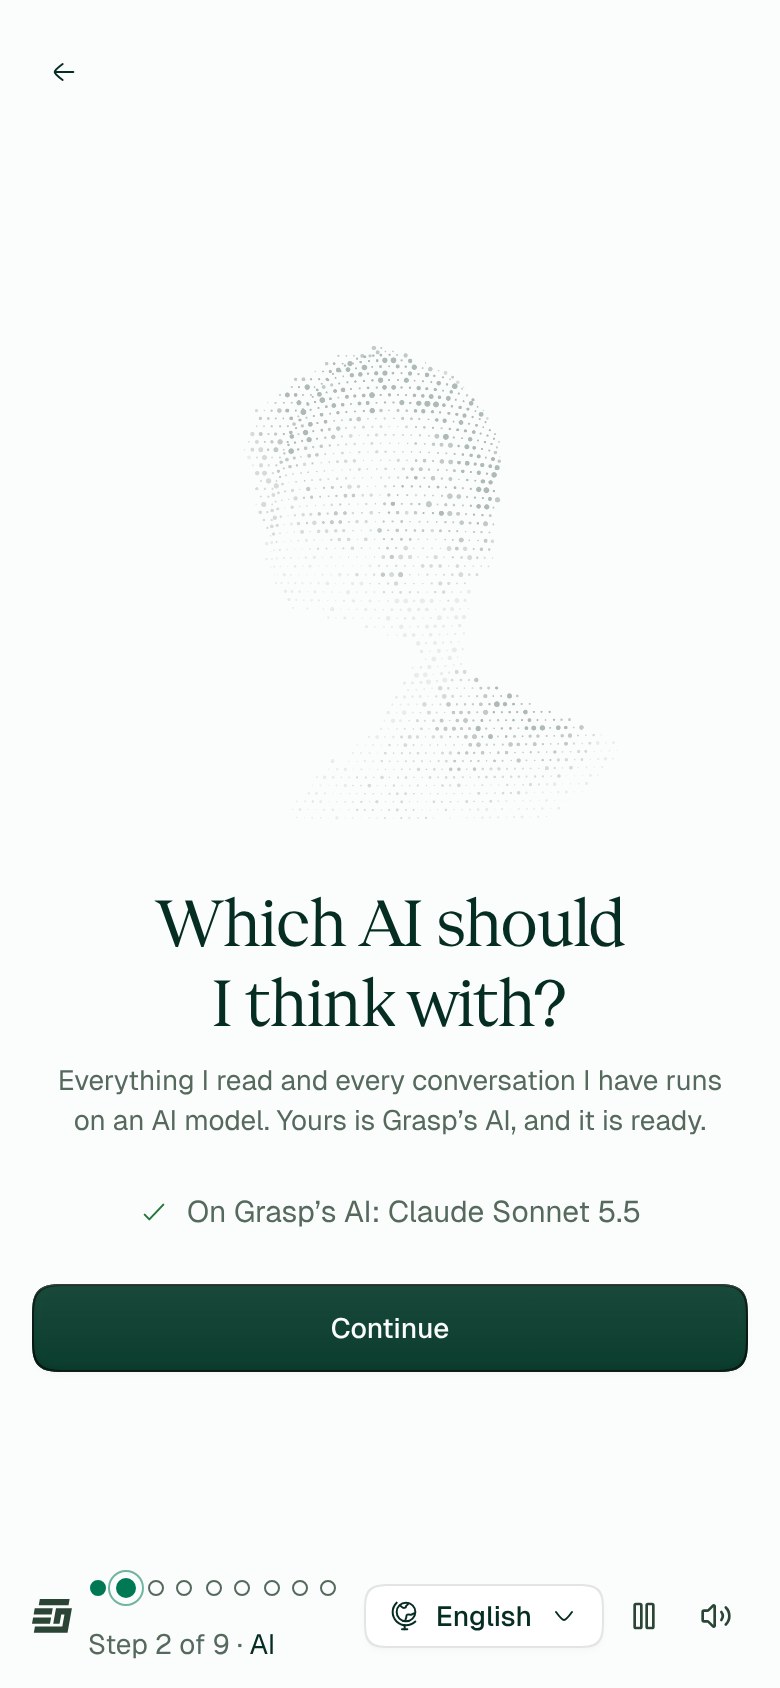 Which AI should
I think with?
Everything I read and every conversation I have runs
on an AI model. Yours is Grasp’s AI, and it is ready.
On Grasp’s AI: Claude Sonnet 5.5
Continue
Step 2 of 9 · AI
English